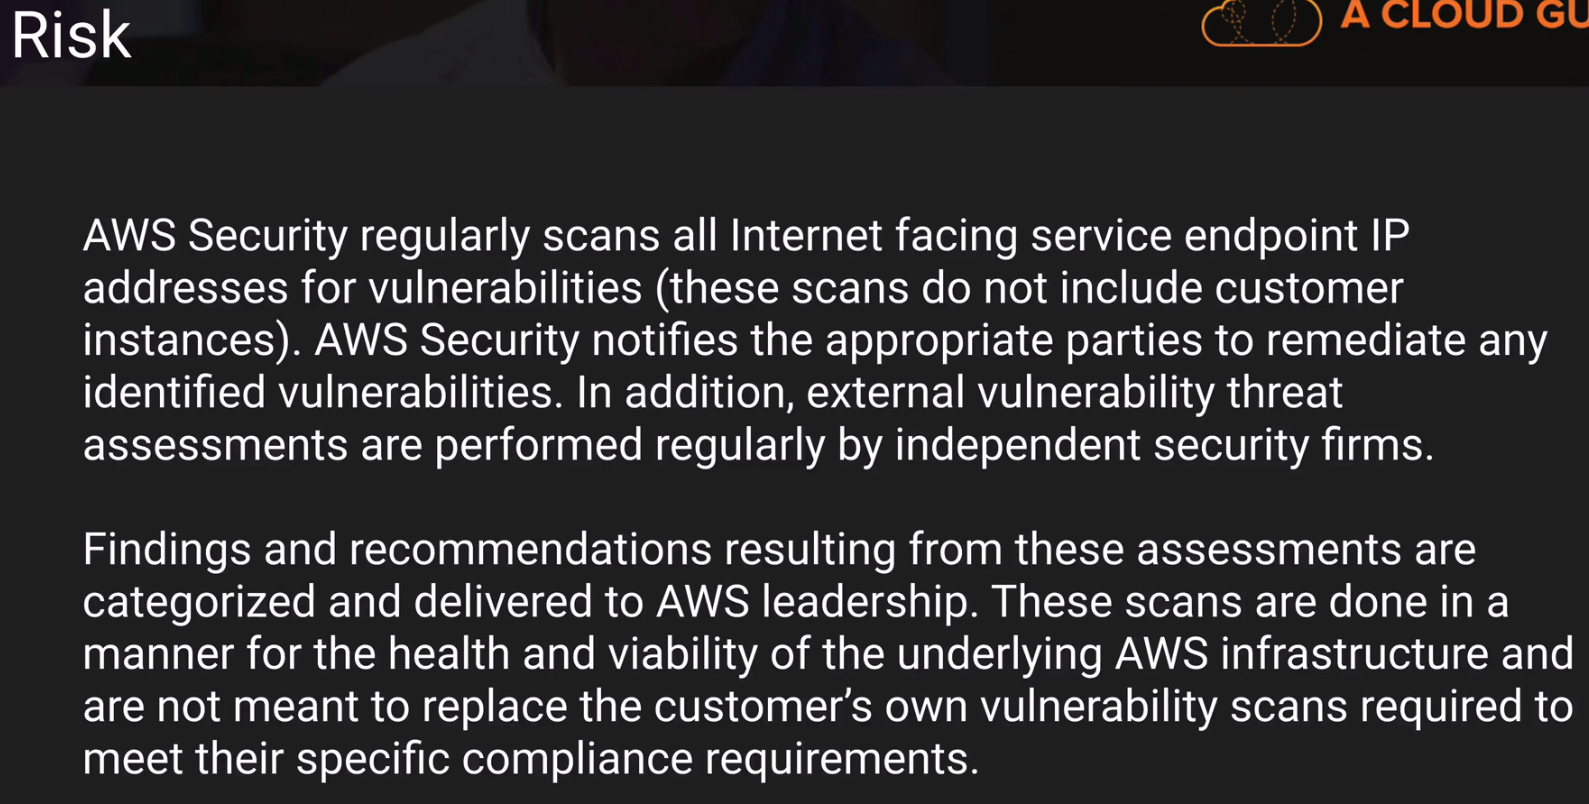 Risk
A CLOUD GU
AWS Security regularly scans all Internet facing service endpoint IP
addresses for vulnerabilities (these scans do not include customer
instances). AWS Security notifies the appropriate parties to remediate any
identified vulnerabilities. In addition, external vulnerability threat
assessments are performed regularly by independent security firms.
Findings and recommendations resulting from these assessments are
categorized and delivered to AWS leadership. These scans are done in a
manner for the health and viability of the underlying AWS infrastructure and
are not meant to replace the customer’s own vulnerability scans required to
meet their specific compliance requirements.